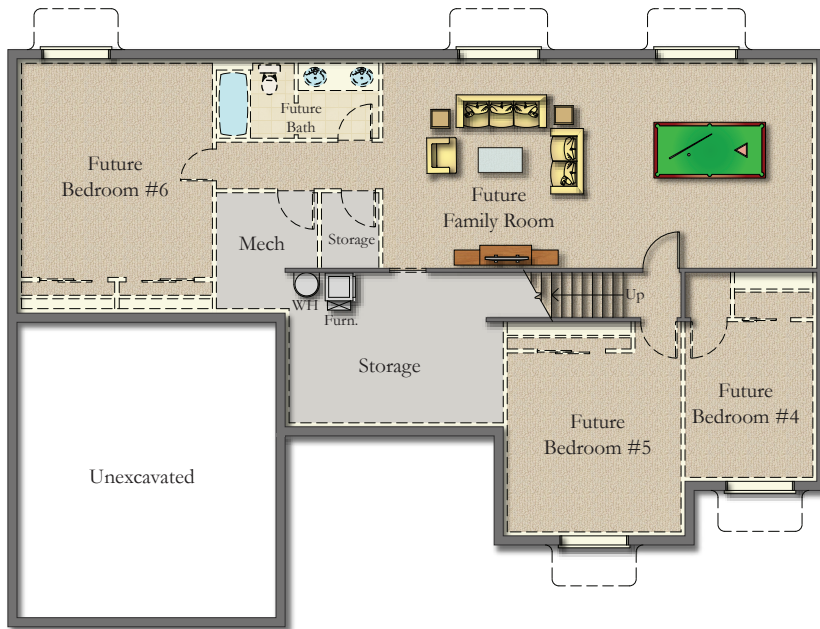 Future
Bath
Future
Bedroom #6
Future
Family Room
Mech
Storage
WH
Furn.
Up
Storage
Future
Bedroom #4
Future
Bedroom #5
Unexcavated